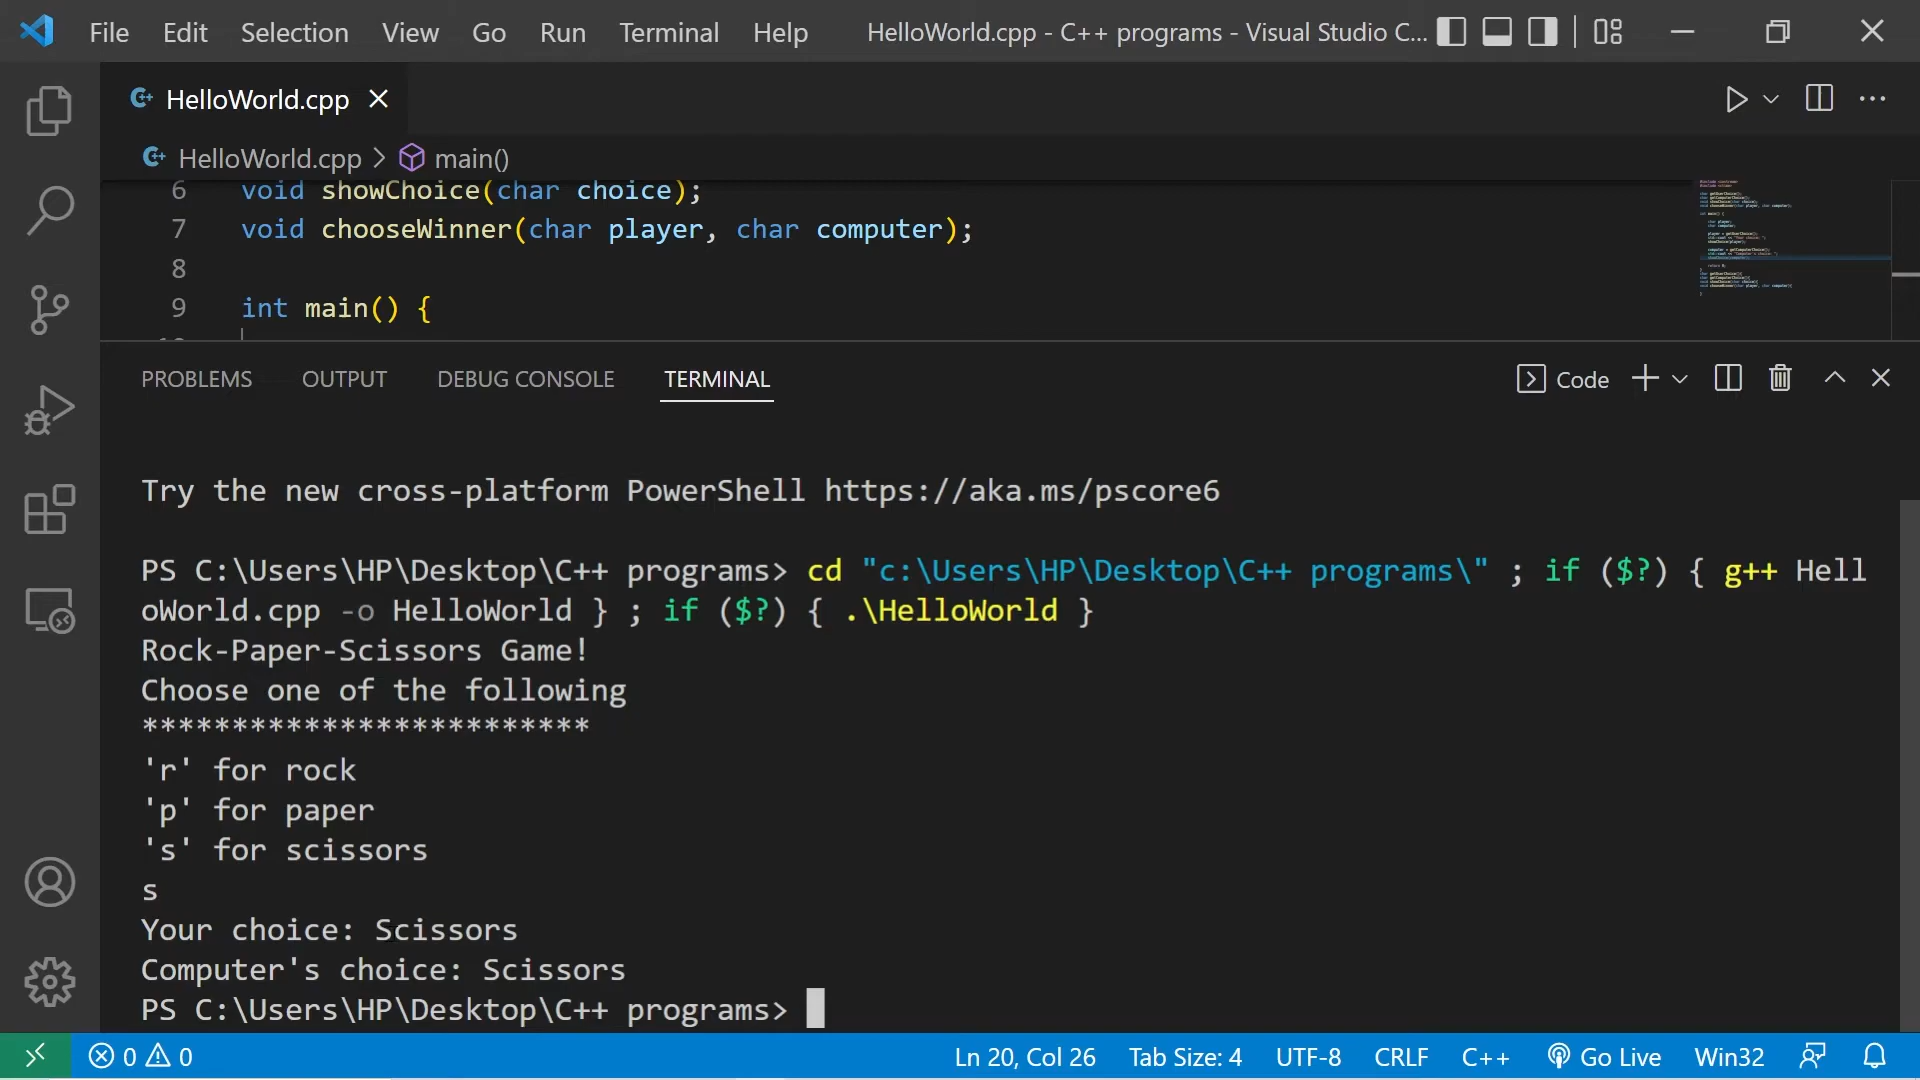 File Edit Selection View Go Run Terminal Help HelloWorld.cpp - C++ programs - Visual Studio C...
HelloWorld.cpp
HelloWorld.cpp > main()
6 void showChoice(char choice);
7 void chooseWinner(char player, char computer);
8
9 int main() {
PROBLEMS OUTPUT DEBUG CONSOLE TERMINAL Code
Try the new cross-platform PowerShell https://aka.ms/pscore6
PS C:\Users\HP\Desktop\C++ programs> cd "c:\Users\HP\Desktop\C++ programs\" ; if ($?) { g++ Hell
oWorld.cpp -o HelloWorld } ; if ($?) { .\HelloWorld }
Rock-Paper-Scissors Game!
Choose one of the following
*************************
'r' for rock
'p' for paper
's' for scissors
s
Your choice: Scissors
Computer's choice: Scissors
PS C:\Users\HP\Desktop\C++ programs>
0 0 Ln 20, Col 26 Tab Size: 4 UTF-8 CRLF C++ Go Live Win32